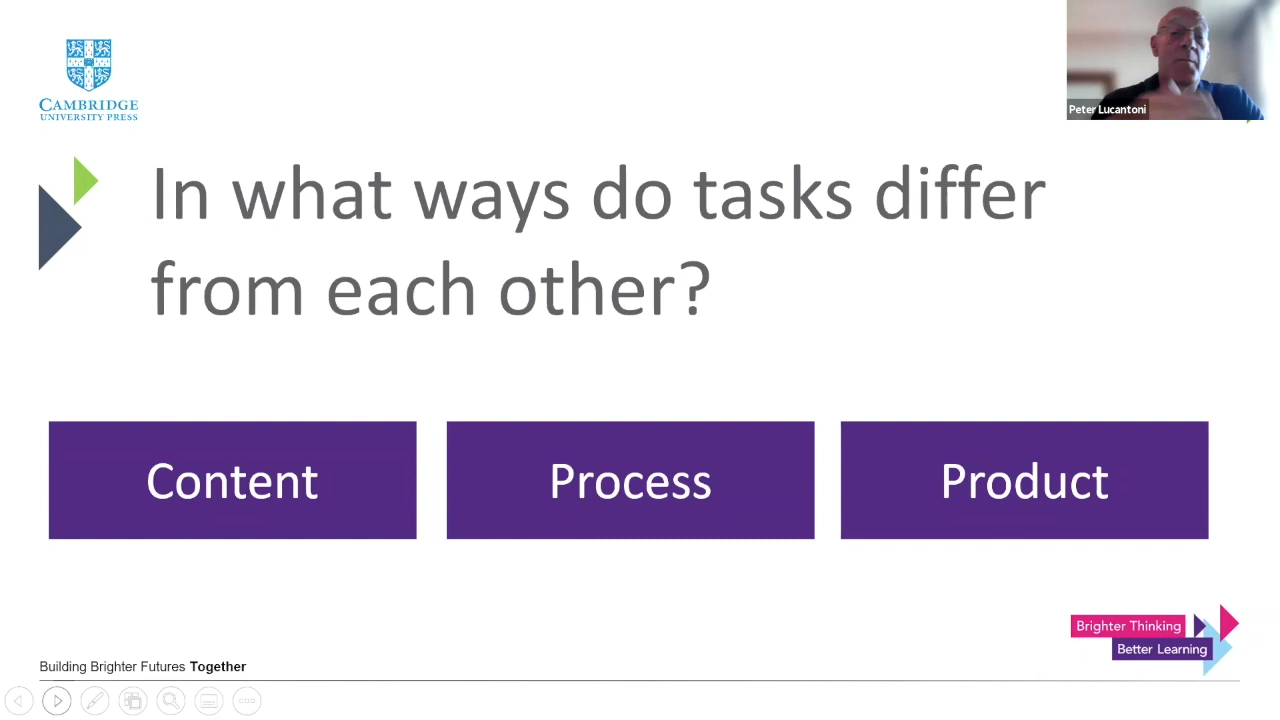 CAMBRIDGE
UNIVERSITY PRESS
Peter Lucantoni
In what ways do tasks differ
from each other?
Content
Process
Product
Brighter Thinking
Better Learning
Building Brighter Futures Together